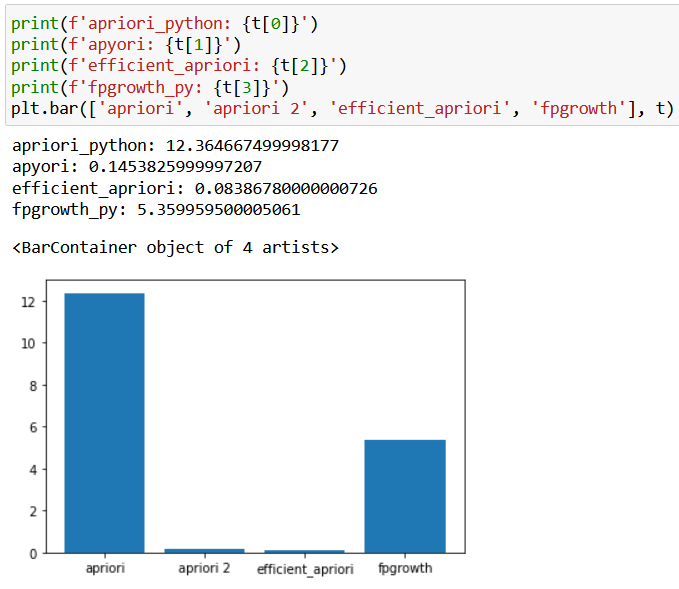 print(f'apriori_python: {t[0]}')
print(f'apyori: {t[1]}')
print(f'efficient_apriori: {t[2]}')
print(f'fpgrowth_py: {t[3]}')
plt.bar(['apriori', 'apriori 2', 'efficient_apriori', 'fpgrowth'], t)
apriori_python: 12.364667499998177
apyori: 0.1453825999997207
efficient_apriori: 0.08386780000000726
fpgrowth_py: 5.359959500005061
<BarContainer object of 4 artists>
12
10
8
6
4
2
0
apriori apriori 2 efficient_apriori fpgrowth